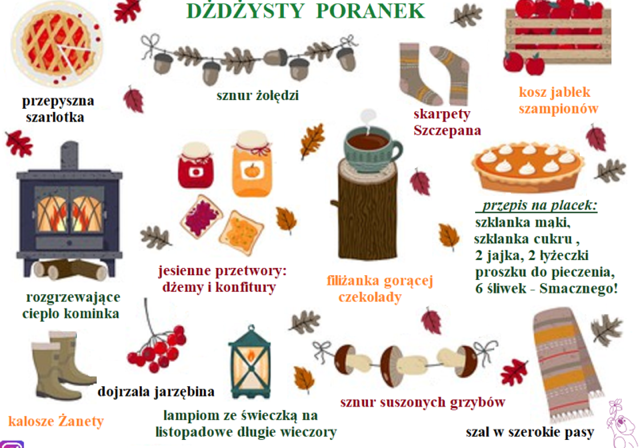 DŻDŻYSTY PORANEK
przepyszna
szarlotka
sznur żołędzi
skarpety
Szczepana
kosz jabłek
szampionów
przepis na placek:
szklanka mąki,
szklanka cukru ,
2 jajka, 2 łyżeczki
proszku do pieczenia,
6 śliwek - Smacznego!
jesienne przetwory:
dżemy i konfitury
filiżanka gorącej
czekolady
rozgrzewające
ciepło kominka
dojrzała jarzębina
kalosze Żanety
lampiom ze świeczką na
listopadowe długie wieczory
sznur suszonych grzybów
szal w szerokie pasy